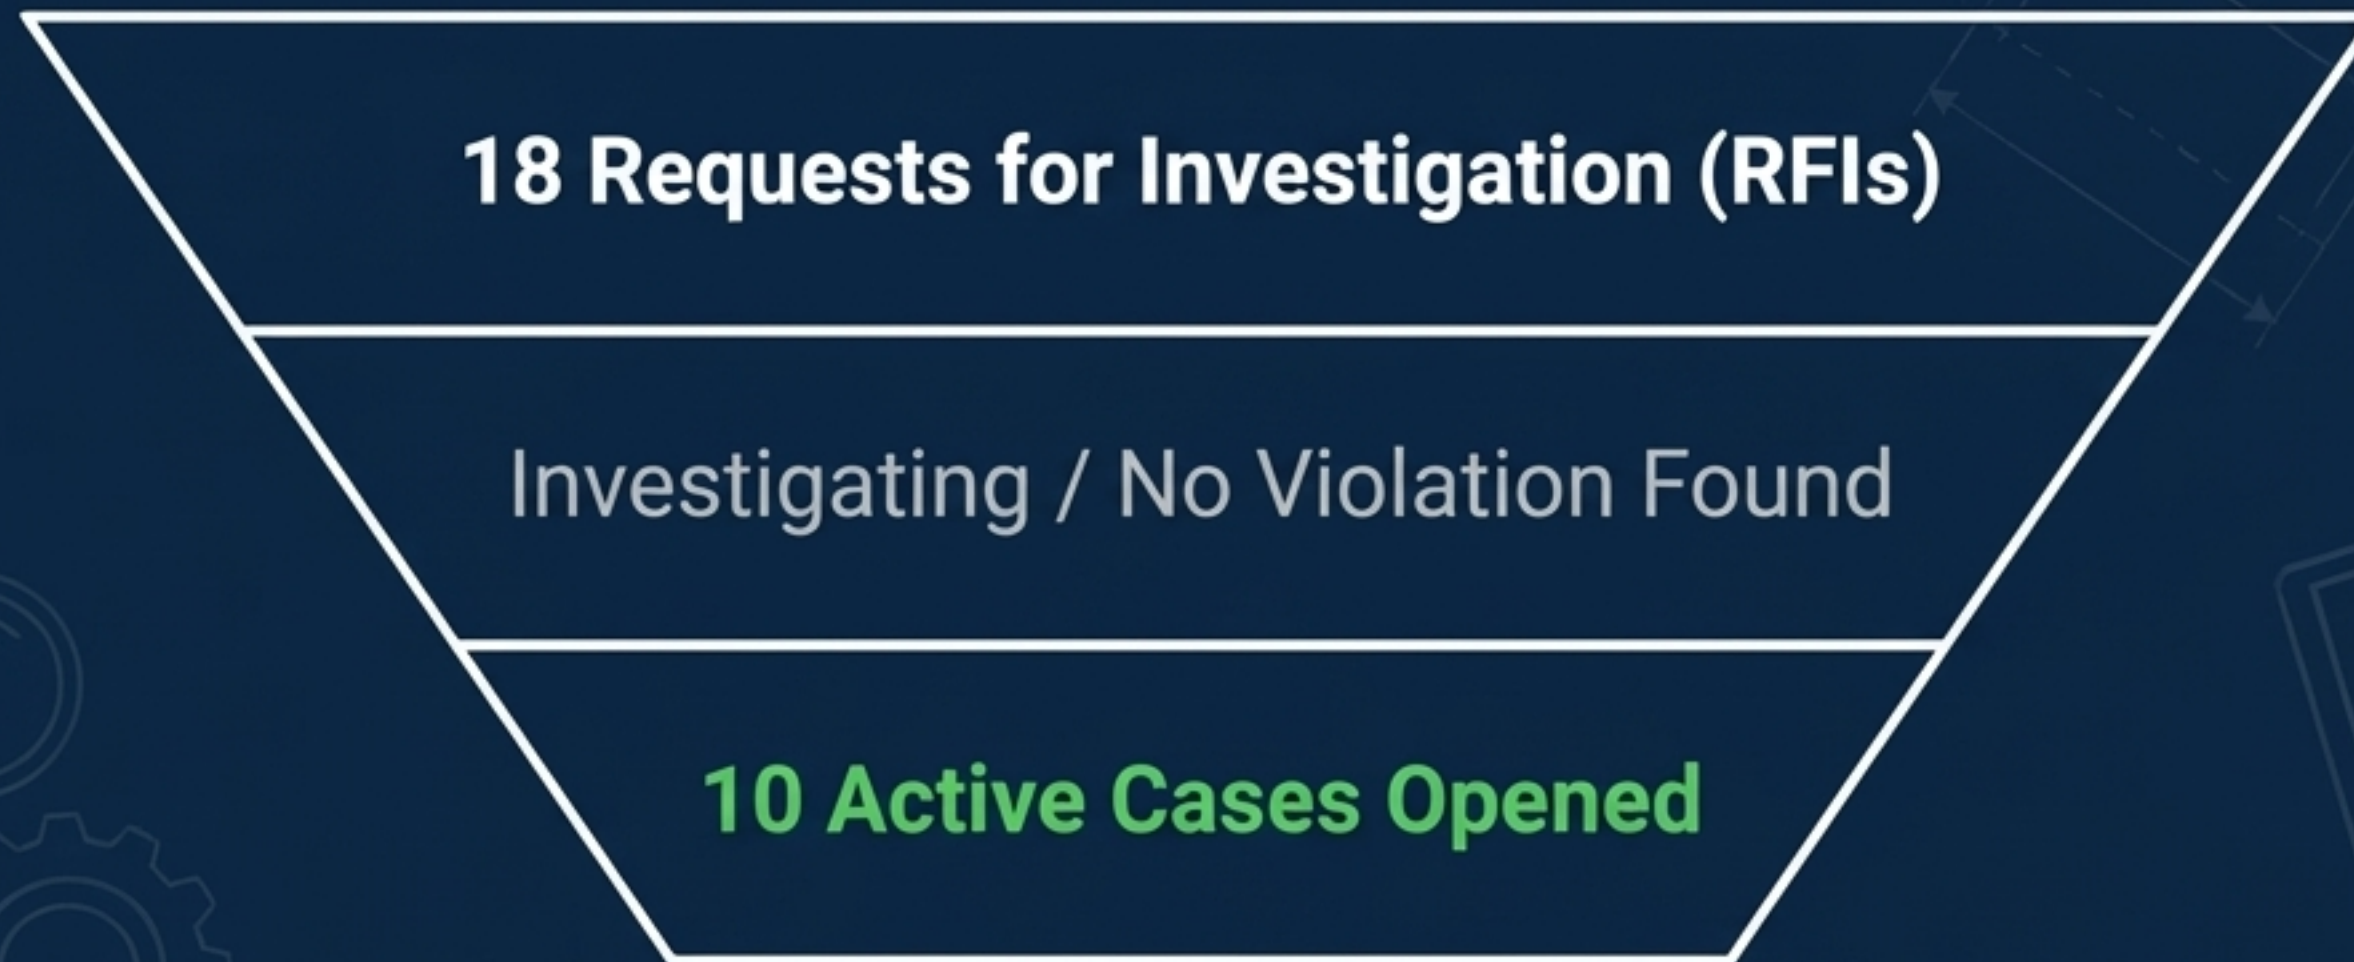 18 Requests for Investigation (RFIs)
Investigating / No Violation Found
10 Active Cases Opened